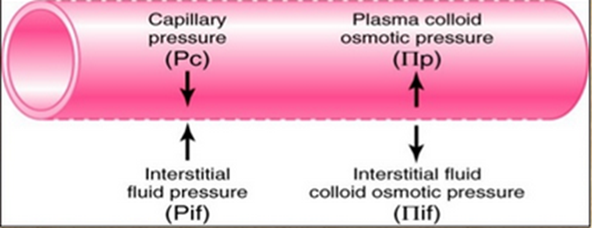 Capillary
pressure
(Pc)
Plasma colloid
osmotic pressure
(Πp)
Interstitial
fluid pressure
(Pif)
Interstitial fluid
colloid osmotic pressure
(Πif)